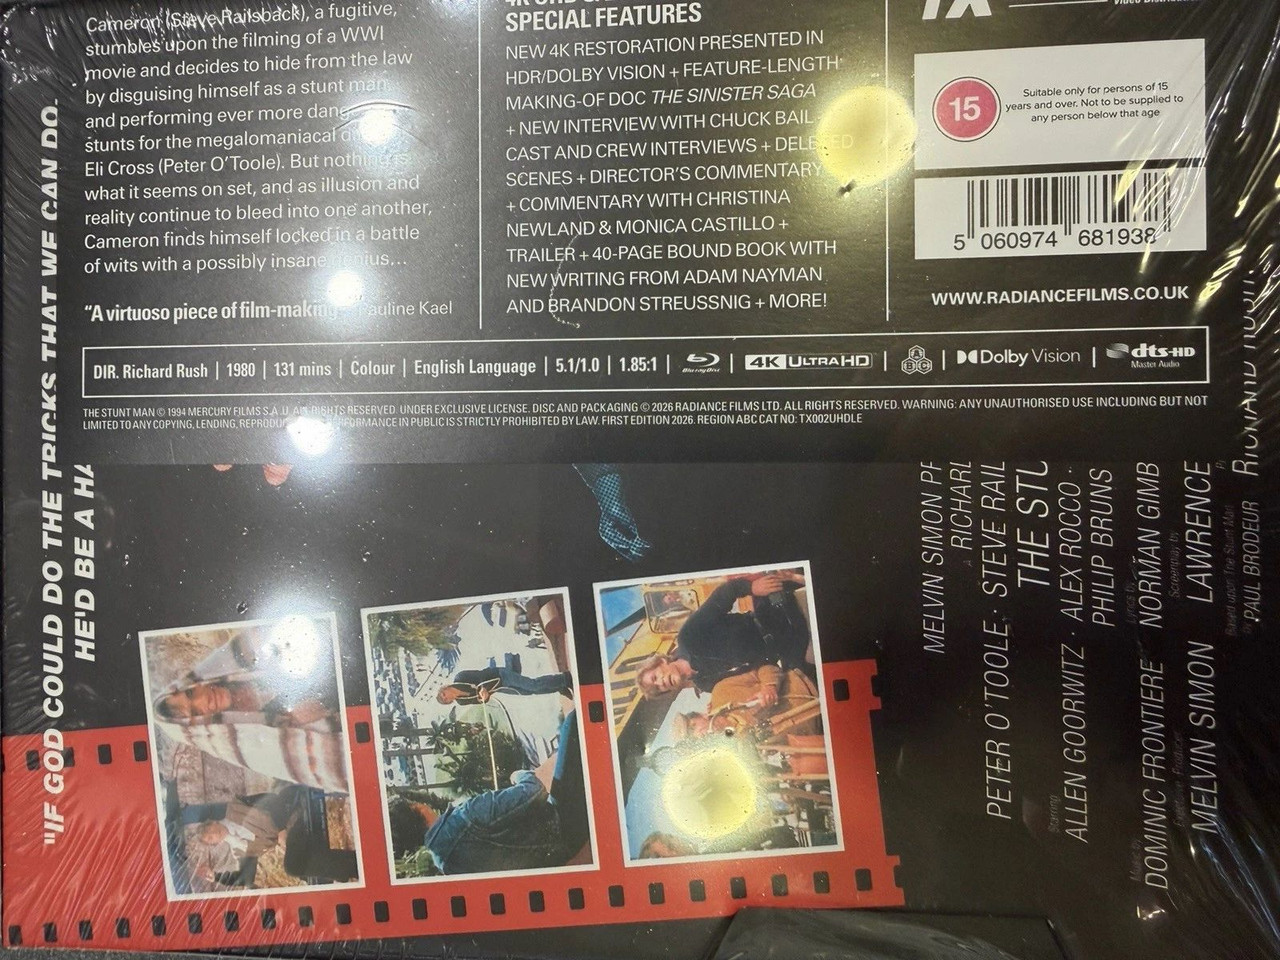 Cameron (Steve Railsback), a fugitive,
stumbles upon the filming of a WWI
movie and decides to hide from the law
by disguising himself as a stunt man
and performing ever more
stunts for the megalomaniacal
Eli Cross (Peter O'Toole). But nothing is
what it seems on set, and as illusion and
reality continue to bleed into one another,
Cameron finds himself locked in a battle
of wits with a possibly insane genius...
"A virtuoso piece of film-making" Pauline Kael
SPECIAL FEATURES
NEW 4K RESTORATION PRESENTED IN
HDR/DOLBY VISION + FEATURE-LENGTH
MAKING-OF DOC THE SINISTER SAGA
+ NEW INTERVIEW WITH CHUCK BAIL
CAST AND CREW INTERVIEWS + DELETED
SCENES + DIRECTOR'S COMMENTARY
+ COMMENTARY WITH CHRISTINA
NEWLAND & MONICA CASTILLO +
TRAILER + 40-PAGE BOUND BOOK WITH
NEW WRITING FROM ADAM NAYMAN
AND BRANDON STREUSSNIG + MORE!
15
Suitable only for persons of 15
years and over. Not to be supplied to
any person below that age
5 060974 681938
WWW.RADIANCEFILMS.CO.UK
DIR. Richard Rush | 1980 | 131 mins | Colour | English Language | 5.1/1.0 | 1.85:1 | Blu-ray Disc | 4K ULTRA HD | A B C | Dolby Vision | dts-HD Master Audio
THE STUNT MAN © 1994 MERCURY FILMS S.A.U. ALL RIGHTS RESERVED. UNDER EXCLUSIVE LICENSE. DISC AND PACKAGING © 2026 RADIANCE FILMS LTD. ALL RIGHTS RESERVED. WARNING: ANY UNAUTHORISED USE INCLUDING BUT NOT
LIMITED TO ANY COPYING, LENDING, PERFORMANCE IN PUBLIC IS STRICTLY PROHIBITED BY LAW. FIRST EDITION 2026. REGION ABC CAT NO: TX002UHDLE
"IF GOD COULD DO THE TRICKS THAT WE CAN DO,
HE'D BE A HA
MELVIN SIMON PR
RICHARD
PETER O'TOOLE · STEVE RAIL
THE STU
Starring
ALLEN GOORWITZ · ALEX ROCCO ·
PHILIP BRUNS
Music by
DOMINIC FRONTIERE
NORMAN GIMB
Screenplay by
MELVIN SIMON
LAWRENCE
PAUL BRODEUR